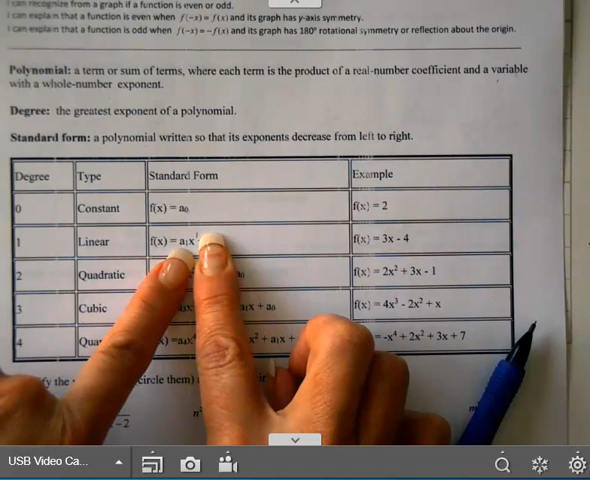 I can recognize from a graph if a function is even or odd.
I can explain that a function is even when f(-x) = f(x) and its graph has y-axis symmetry.
I can explain that a function is odd when f(-x) = -f(x) and its graph has 180° rotational symmetry or reflection about the origin.
Polynomial: a term or sum of terms, where each term is the product of a real-number coefficient and a variable
with a whole-number exponent.
Degree: the greatest exponent of a polynomial.
Standard form: a polynomial written so that its exponents decrease from left to right.
Degree Type Standard Form Example
0 Constant f(x) = a₀ f(x) = 2
1 Linear f(x) = a₁x f(x) = 3x - 4
2 Quadratic f(x) = 2x² + 3x - 1
3 Cubic a₁x + a₀ f(x) = 4x³ - 2x² + x
4 x² + a₁x + = -x⁴ + 2x² + 3x + 7
the circle them)
-2
USB Video Ca...